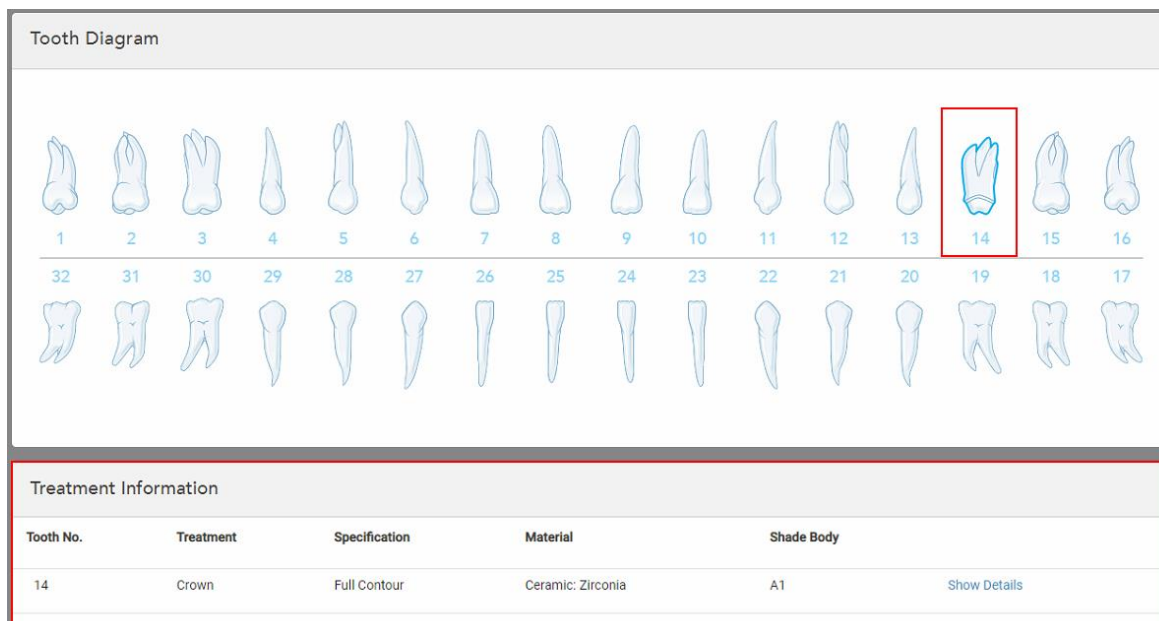 Tooth Diagram
1 2 3 4 5 6 7 8 9 10 11 12 13 14 15 16
32 31 30 29 28 27 26 25 24 23 22 21 20 19 18 17
Treatment Information
Tooth No. Treatment Specification Material Shade Body
14 Crown Full Contour Ceramic: Zirconia A1 Show Details